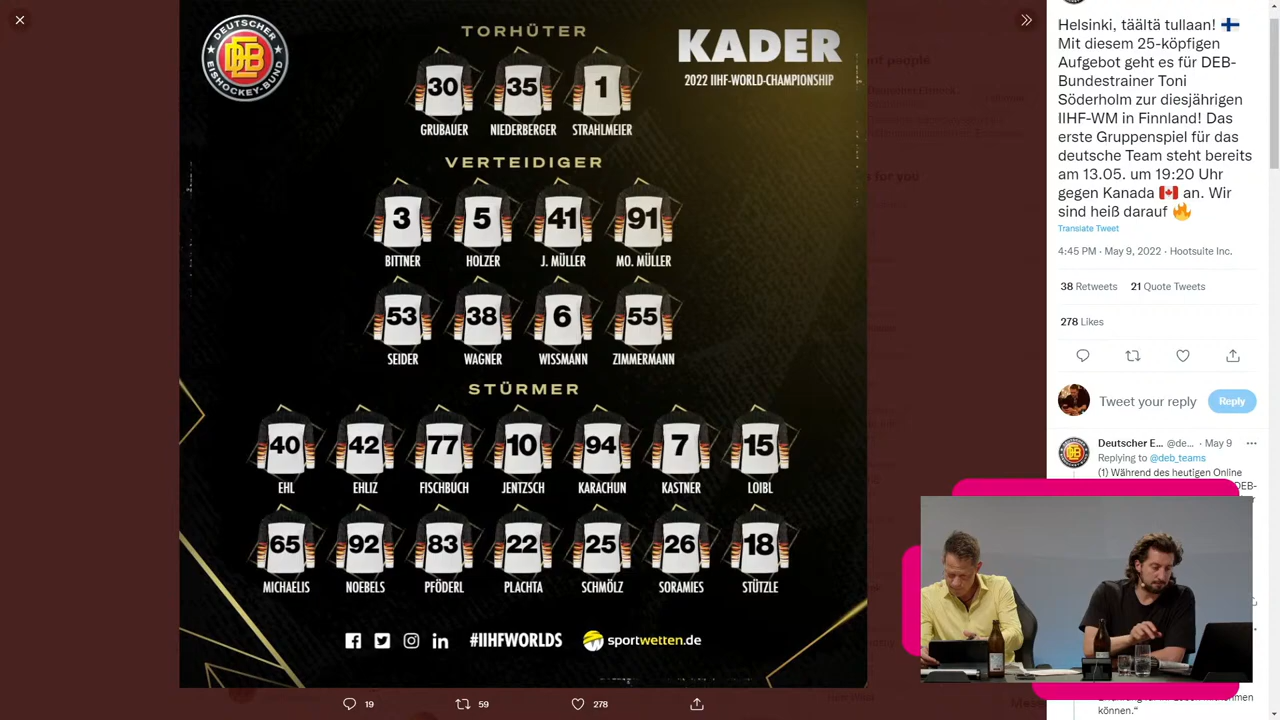 DEUTSCHER
DEB
EISHOCKEY-BUND
KADER
2022 IIHF-WORLD-CHAMPIONSHIP
TORHÜTER
30 35 1
GRUBAUER NIEDERBERGER STRAHLMEIER
VERTEIDIGER
3 5 41 91
BITTNER HOLZER J. MÜLLER MO. MÜLLER
53 38 6 55
SEIDER WAGNER WISSMANN ZIMMERMANN
STÜRMER
40 42 77 10 94 7 15
EHL EHLIZ FISCHBUCH JENTZSCH KARACHUN KASTNER LOIBL
65 92 83 22 25 26 18
MICHAELIS NOEBELS PFÖDERL PLACHTA SCHMÖLZ SORAMIES STÜTZLE
#IIHFWORLDS sportwetten.de
19 59 278
Helsinki, täältä tullaan!
Mit diesem 25-köpfigen
Aufgebot geht es für DEB-
Bundestrainer Toni
Söderholm zur diesjährigen
IIHF-WM in Finnland! Das
erste Gruppenspiel für das
deutsche Team steht bereits
am 13.05. um 19:20 Uhr
gegen Kanada an. Wir
sind heiß darauf
Translate Tweet
4:45 PM · May 9, 2022 · Hootsuite Inc.
38 Retweets 21 Quote Tweets
278 Likes
Tweet your reply Reply
Deutscher E... @de... · May 9
Replying to @deb_teams
(1) Während des heutigen Online
DEB-
können.“